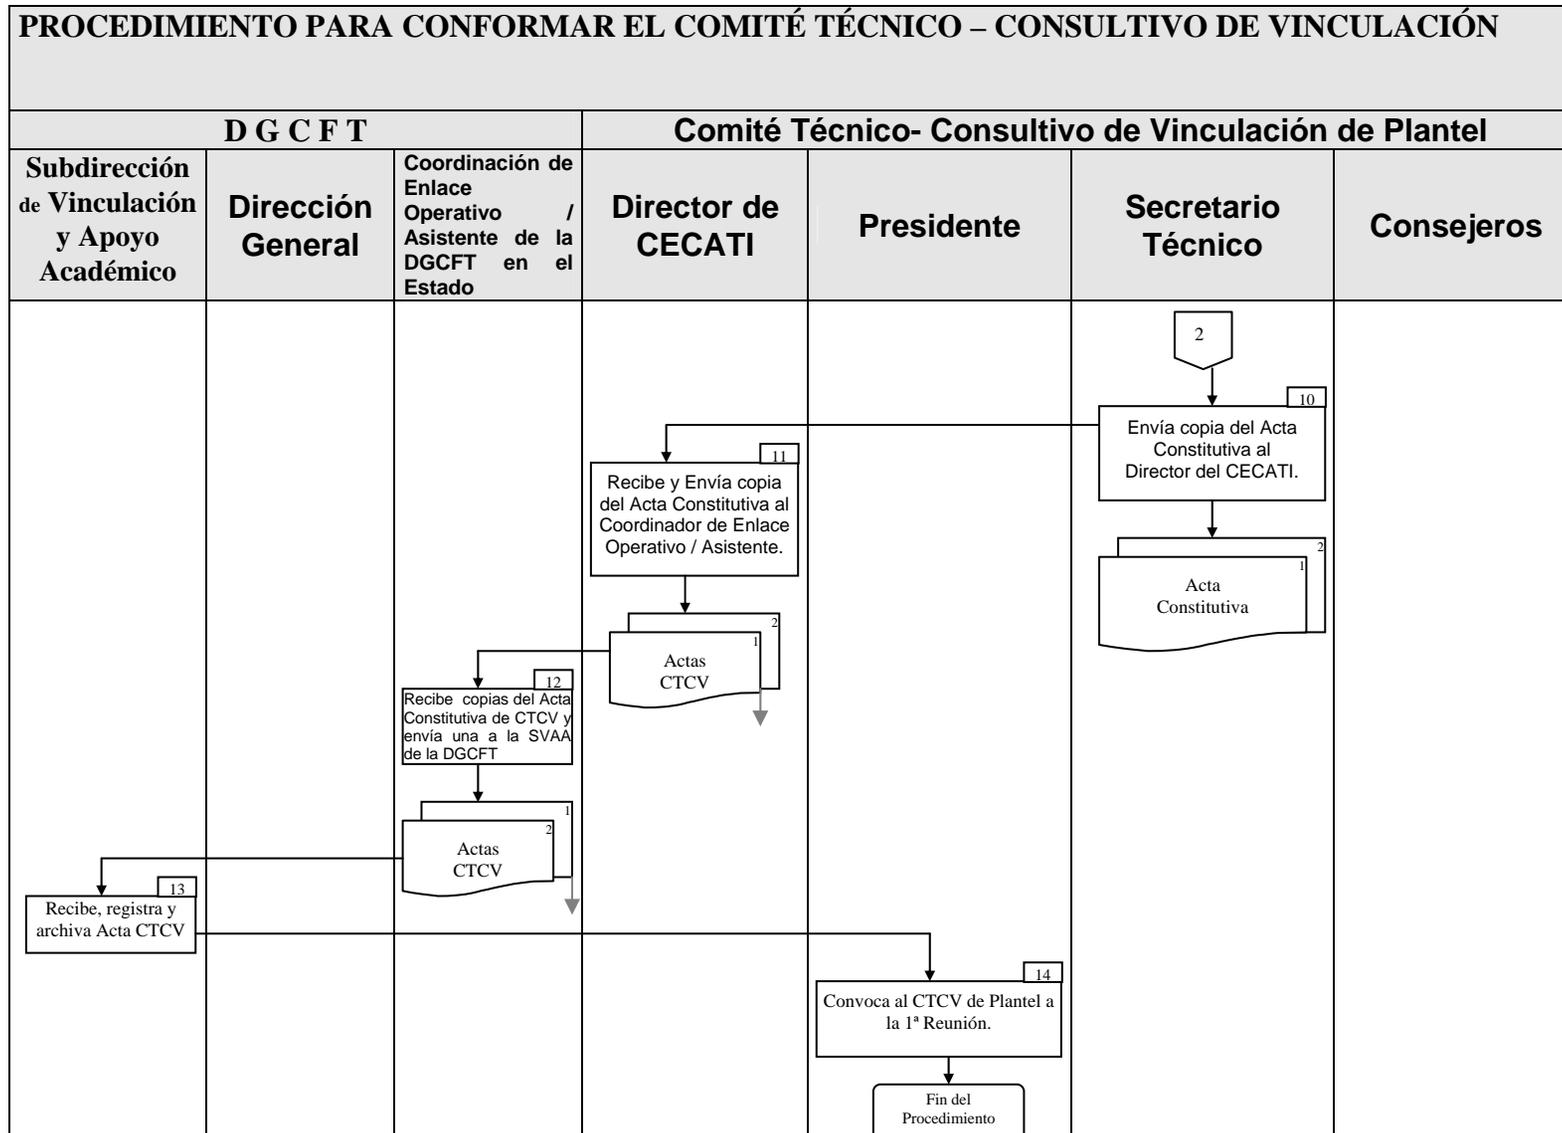 PROCEDIMIENTO PARA CONFORMAR EL COMITÉ TÉCNICO – CONSULTIVO DE VINCULACIÓN
D G C F T
Comité Técnico- Consultivo de Vinculación de Plantel
Subdirección
de Vinculación
y Apoyo
Académico
Dirección
General
Coordinación de
Enlace
Operativo /
Asistente de la
DGCFT en el
Estado
Director de
CECATI
Presidente
Secretario
Técnico
Consejeros
2
10
Envía copia del Acta
Constitutiva al
Director del CECATI.
2
1
Acta
Constitutiva
11
Recibe y Envía copia
del Acta Constitutiva al
Coordinador de Enlace
Operativo / Asistente.
2
1
Actas
CTCV
12
Recibe copias del Acta
Constitutiva de CTCV y
envía una a la SVAA
de la DGCFT
1
2
Actas
CTCV
13
Recibe, registra y
archiva Acta CTCV
14
Convoca al CTCV de Plantel a
la 1ª Reunión.
Fin del
Procedimiento